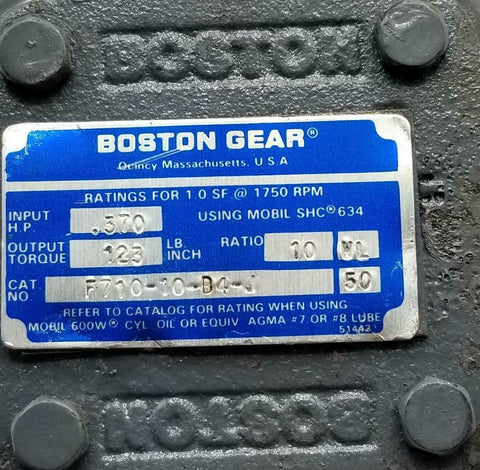 BOSTON
BOSTON GEAR®
Quincy Massachusetts, U.S.A
RATINGS FOR 1.0 SF @ 1750 RPM
INPUT H.P .370 USING MOBIL SHC® 634
OUTPUT TORQUE 123 LB. INCH RATIO 10 WL
CAT. NO. F710-10-B4-J 50
REFER TO CATALOG FOR RATING WHEN USING
MOBIL 600W® CYL OIL OR EQUIV AGMA #7 OR #8 LUBE
51442
BOSTON